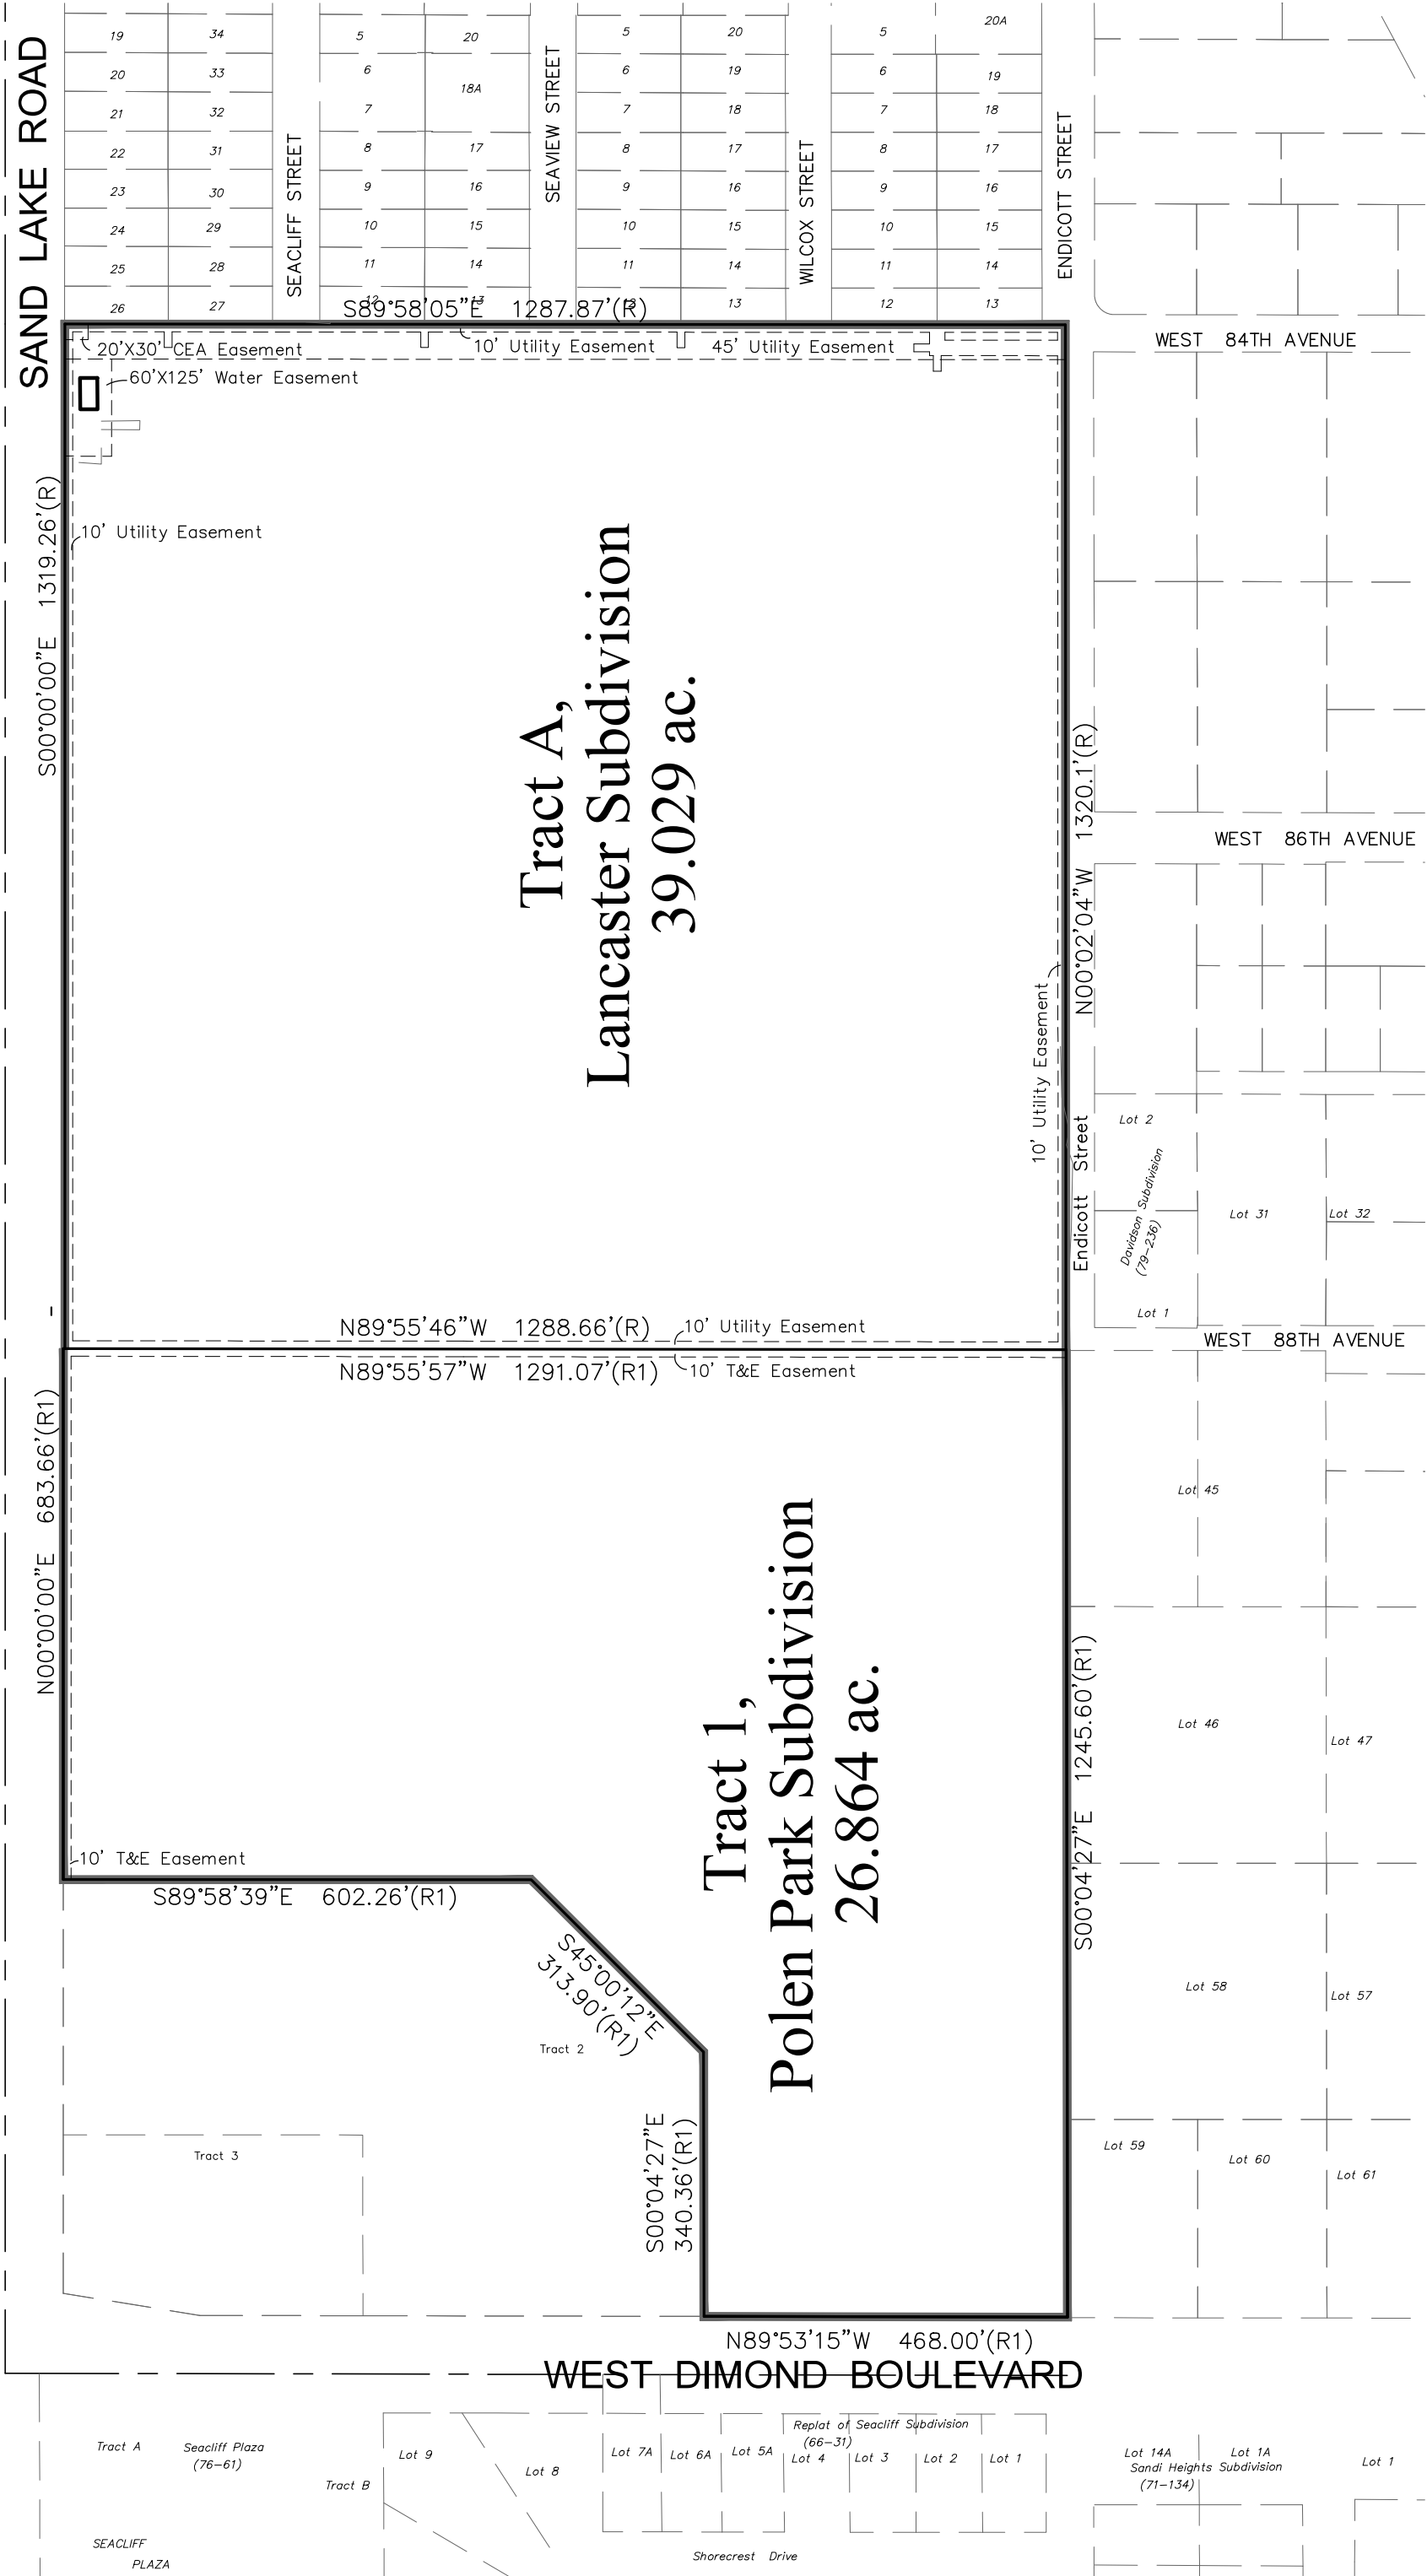 SAND LAKE ROAD
19
34
20
33
21
32
22
31
23
30
24
29
25
28
26
27
SEACLIFF STREET
5
20
6
18A
7
8
17
9
16
10
15
11
14
12
13
SEAVIEW STREET
5
20
6
19
7
18
8
17
9
16
10
15
11
14
12
13
WILCOX STREET
5
20A
6
19
7
18
8
17
9
16
10
15
11
14
12
13
ENDICOTT STREET
S89°58'05"E 1287.87'(R)
20'X30' CEA Easement
10' Utility Easement
45' Utility Easement
60'X125' Water Easement
WEST 84TH AVENUE
S00°00'00"E 1319.26'(R)
10' Utility Easement
Tract A,
Lancaster Subdivision
39.029 ac.
N00°02'04"W 1320.1'(R)
WEST 86TH AVENUE
10' Utility Easement
Endicott Street
Lot 2
Davidson Subdivision
(79-236)
Lot 31
Lot 32
Lot 1
WEST 88TH AVENUE
N89°55'46"W 1288.66'(R)
10' Utility Easement
N89°55'57"W 1291.07'(R1)
10' T&E Easement
N00°00'00"E 683.66'(R1)
Lot 45
Tract 1,
Polen Park Subdivision
26.864 ac.
S00°04'27"E 1245.60'(R1)
Lot 46
Lot 47
10' T&E Easement
S89°58'39"E 602.26'(R1)
S45°00'12"E
313.90'(R1)
Lot 58
Lot 57
Tract 2
Tract 3
S00°04'27"E
340.36'(R1)
Lot 59
Lot 60
Lot 61
N89°53'15"W 468.00'(R1)
WEST DIMOND BOULEVARD
Tract A
Seacliff Plaza
(76-61)
Tract B
Lot 9
Lot 8
Lot 7A
Lot 6A
Lot 5A
Replat of Seacliff Subdivision
(66-31)
Lot 4
Lot 3
Lot 2
Lot 1
Lot 14A
Lot 1A
Sandi Heights Subdivision
(71-134)
Lot 1
SEACLIFF
PLAZA
Shorecrest Drive